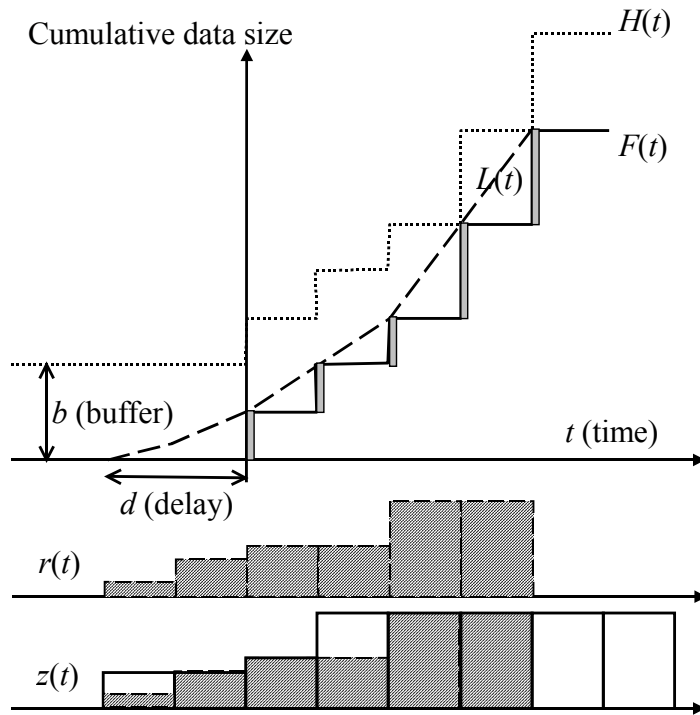 Cumulative data size
H(t)
F(t)
L(t)
b (buffer)
t (time)
d (delay)
r(t)
z(t)